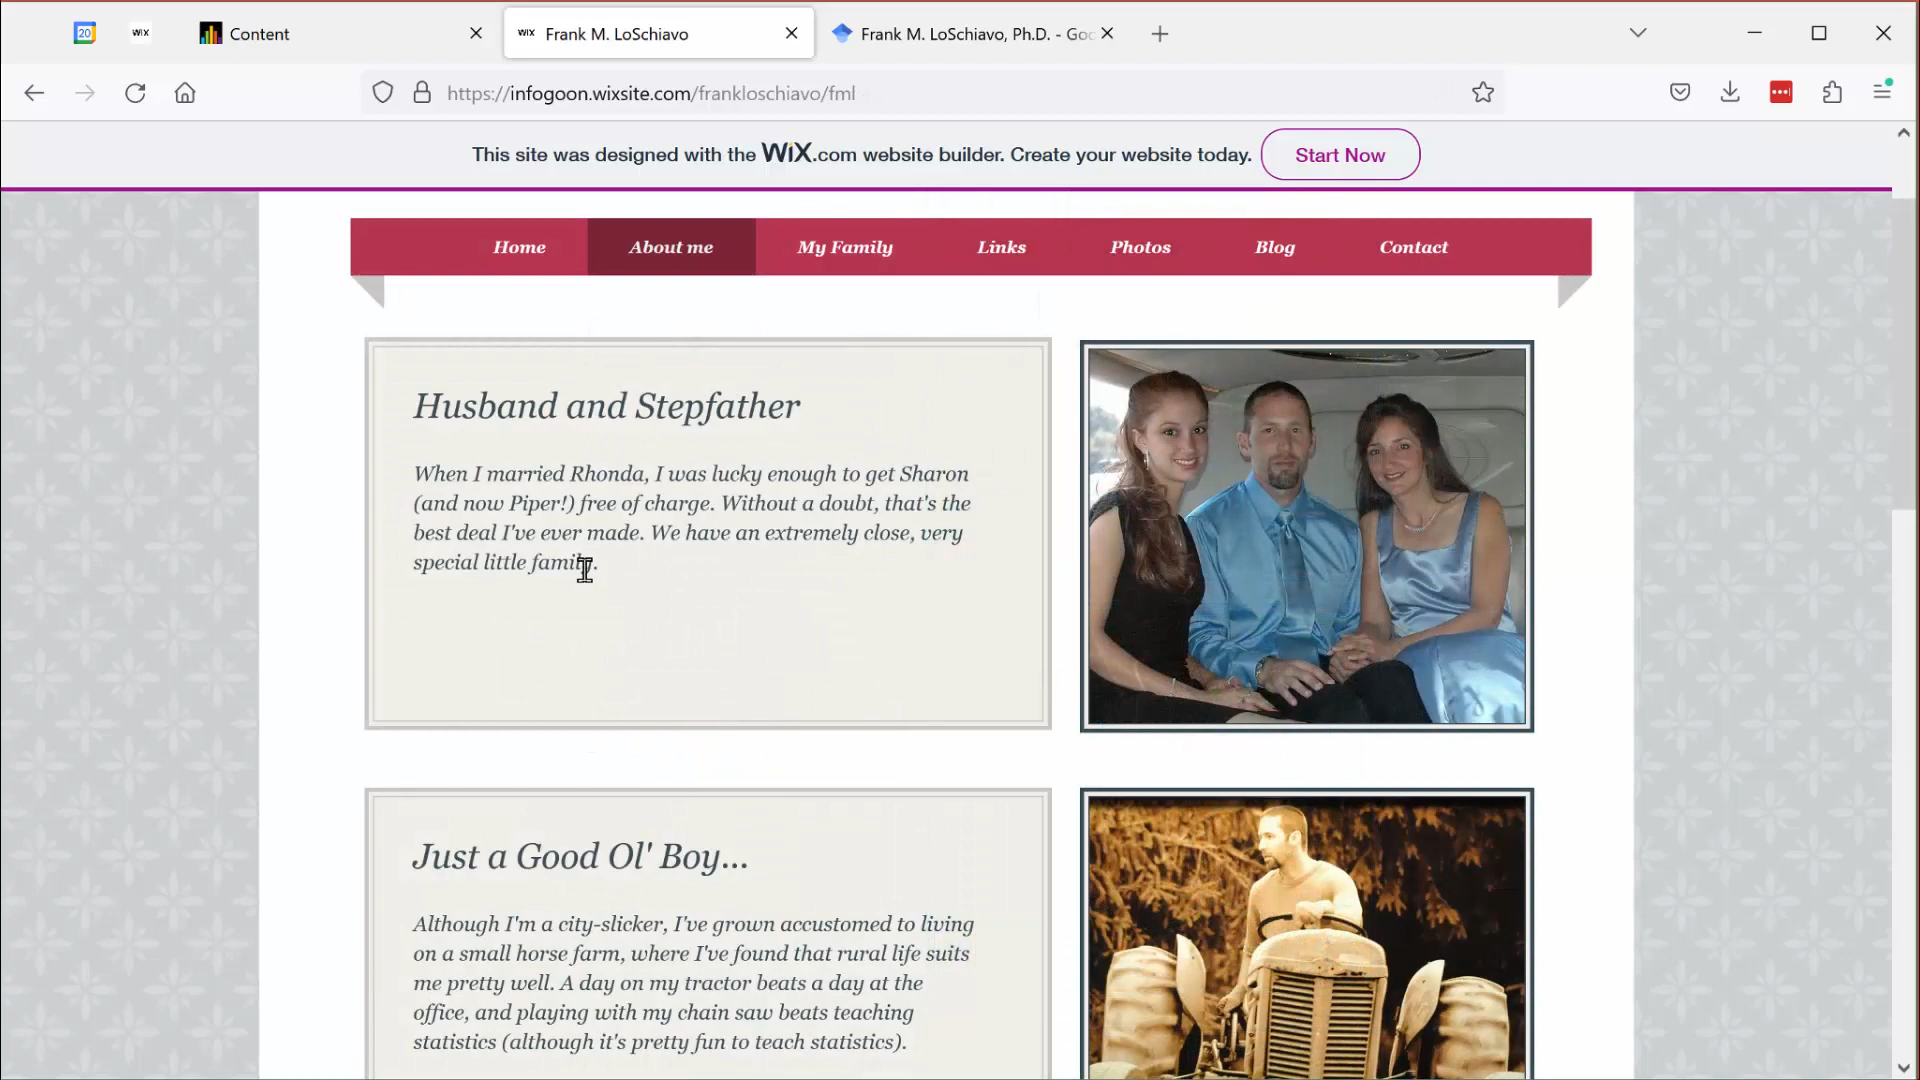 20
WiX
Content
WiX
Frank M. LoSchiavo
Frank M. LoSchiavo, Ph.D. - Goo
https://infogoon.wixsite.com/frankloschiavo/fml
This site was designed with the WiX.com website builder. Create your website today.
Start Now
Home
About me
My Family
Links
Photos
Blog
Contact
Husband and Stepfather
When I married Rhonda, I was lucky enough to get Sharon
(and now Piper!) free of charge. Without a doubt, that's the
best deal I've ever made. We have an extremely close, very
special little family.
Just a Good Ol' Boy...
Although I'm a city-slicker, I've grown accustomed to living
on a small horse farm, where I've found that rural life suits
me pretty well. A day on my tractor beats a day at the
office, and playing with my chain saw beats teaching
statistics (although it's pretty fun to teach statistics).